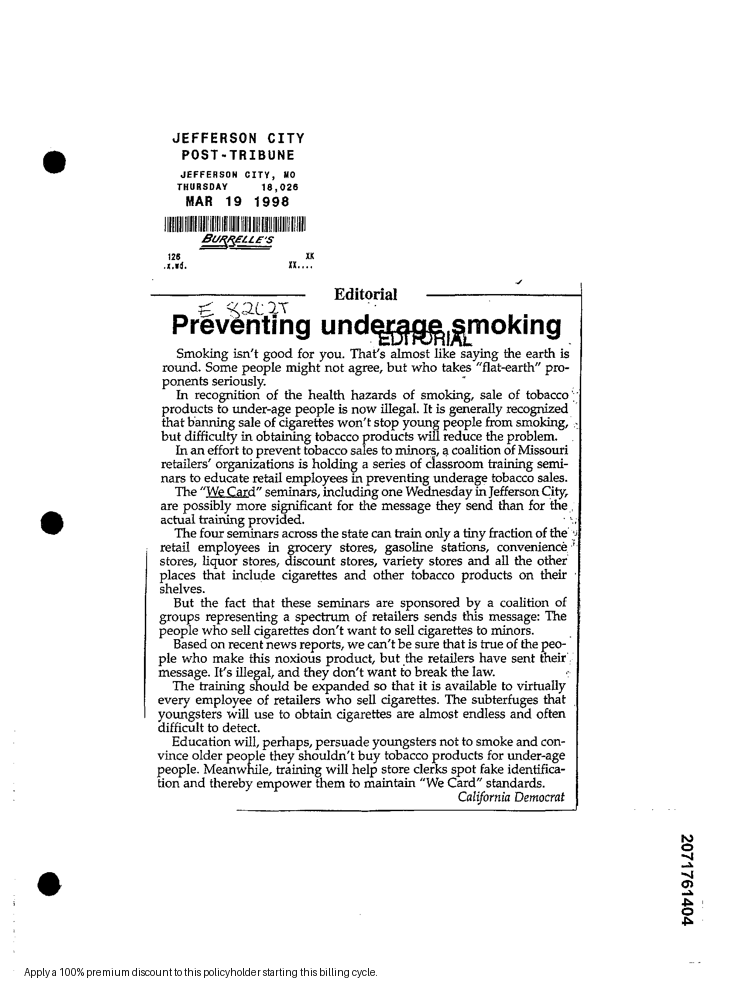 JEFFERSON CITY
POST-TRIBUNE
JEFFERSON CITY, MO
THURSDAY 18,026
MAR 19 1998
BURRELLE'S
126 XK
.x.wd. XX....
Editorial
E 82C2T
Preventing underage smoking
EDITORIAL
Smoking isn't good for you. That's almost like saying the earth is
round. Some people might not agree, but who takes "flat-earth" pro-
ponents seriously.
In recognition of the health hazards of smoking, sale of tobacco
products to under-age people is now illegal. It is generally recognized
that banning sale of cigarettes won't stop young people from smoking,
but difficulty in obtaining tobacco products will reduce the problem.
In an effort to prevent tobacco sales to minors, a coalition of Missouri
retailers' organizations is holding a series of classroom training semi-
nars to educate retail employees in preventing underage tobacco sales.
The "We Card" seminars, including one Wednesday in Jefferson City,
are possibly more significant for the message they send than for the
actual training provided.
The four seminars across the state can train only a tiny fraction of the
retail employees in grocery stores, gasoline stations, convenience
stores, liquor stores, discount stores, variety stores and all the other
places that include cigarettes and other tobacco products on their
shelves.
But the fact that these seminars are sponsored by a coalition of
groups representing a spectrum of retailers sends this message: The
people who sell cigarettes don't want to sell cigarettes to minors.
Based on recent news reports, we can't be sure that is true of the peo-
ple who make this noxious product, but the retailers have sent their
message. It's illegal, and they don't want to break the law.
The training should be expanded so that it is available to virtually
every employee of retailers who sell cigarettes. The subterfuges that
youngsters will use to obtain cigarettes are almost endless and often
difficult to detect.
Education will, perhaps, persuade youngsters not to smoke and con-
vince older people they shouldn't buy tobacco products for under-age
people. Meanwhile, training will help store clerks spot fake identifica-
tion and thereby empower them to maintain "We Card" standards.
California Democrat
2071761404
Apply a 100% premium discount to this policyholder starting this billing cycle.